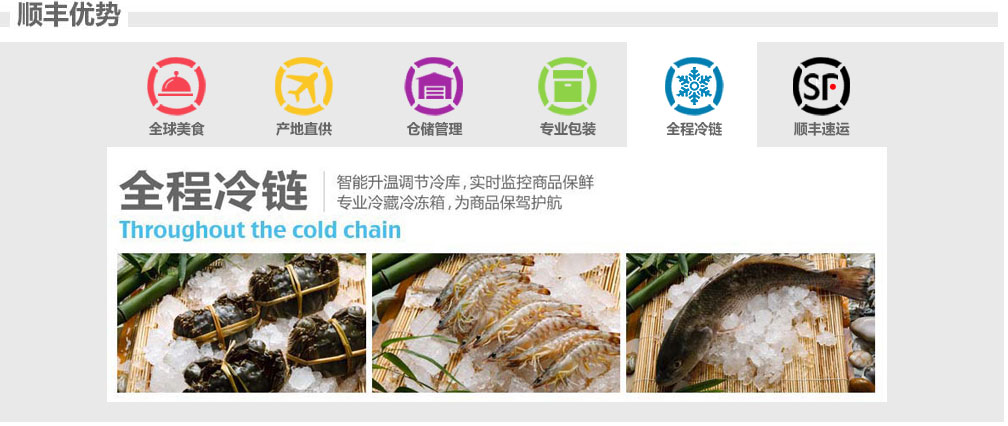 顺丰优势
SF
全球美食
产地直供
仓储管理
专业包装
全程冷链
顺丰速运
全程冷链
智能升温调节冷库,实时监控商品保鲜
专业冷藏冷冻箱,为商品保驾护航
Throughout the cold chain